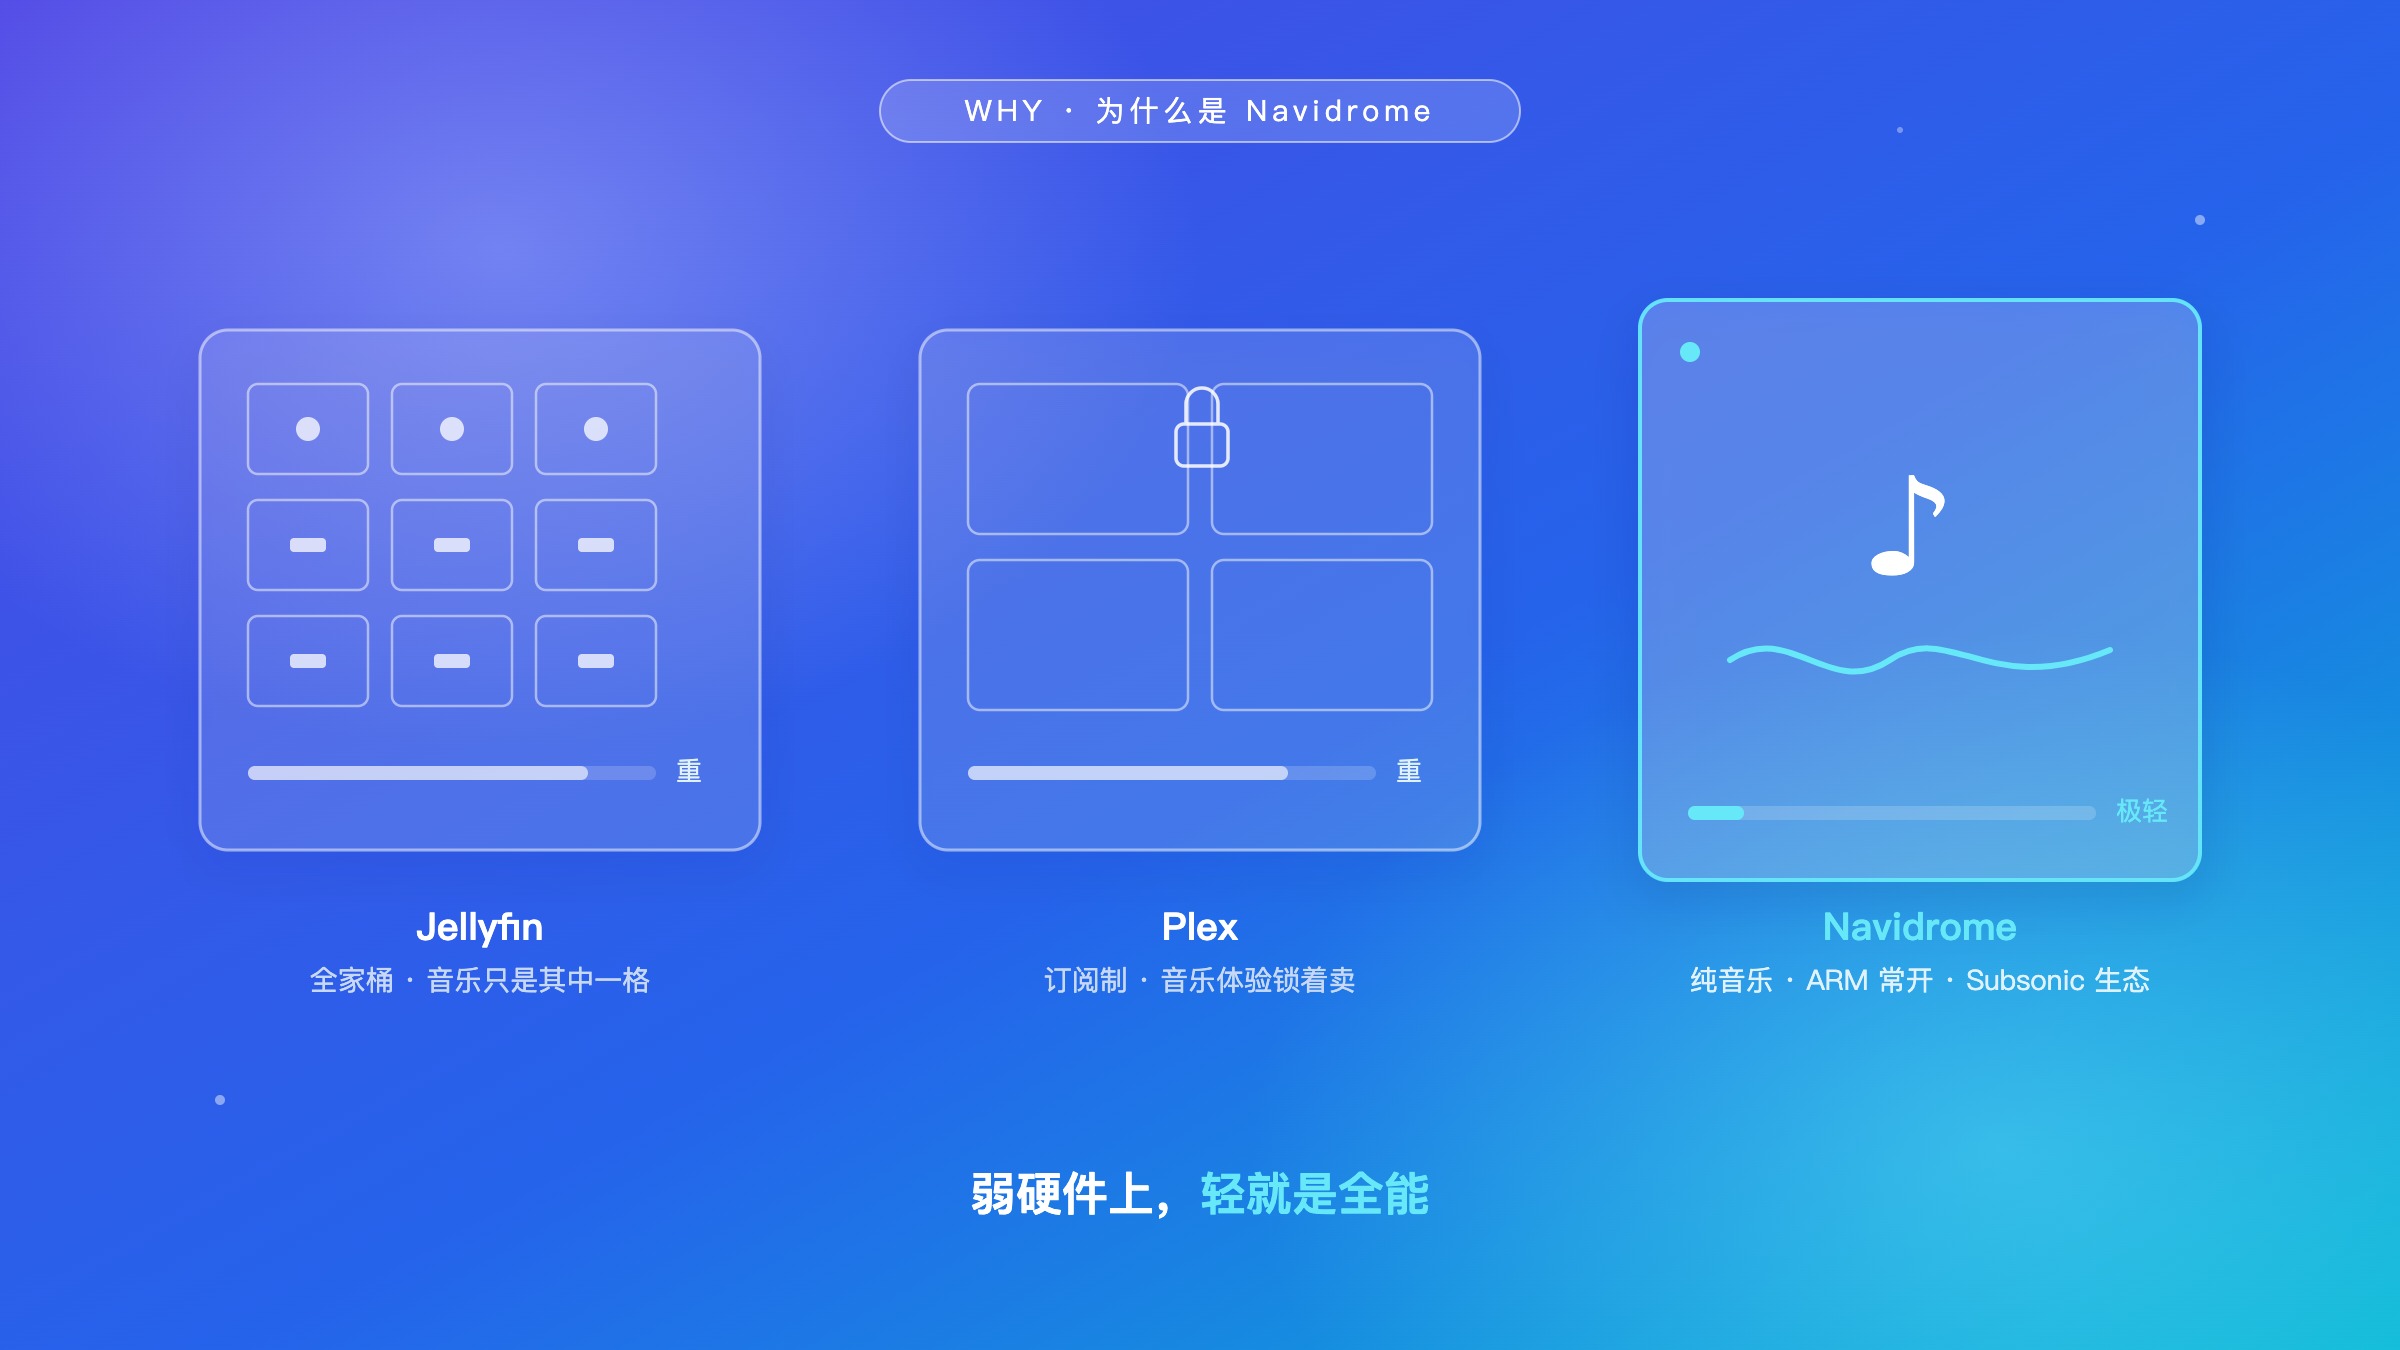 WHY · 为什么是 Navidrome
重
重
极轻
Jellyfin
全家桶 · 音乐只是其中一格
Plex
订阅制 · 音乐体验锁着卖
Navidrome
纯音乐 · ARM 常开 · Subsonic 生态
弱硬件上，轻就是全能